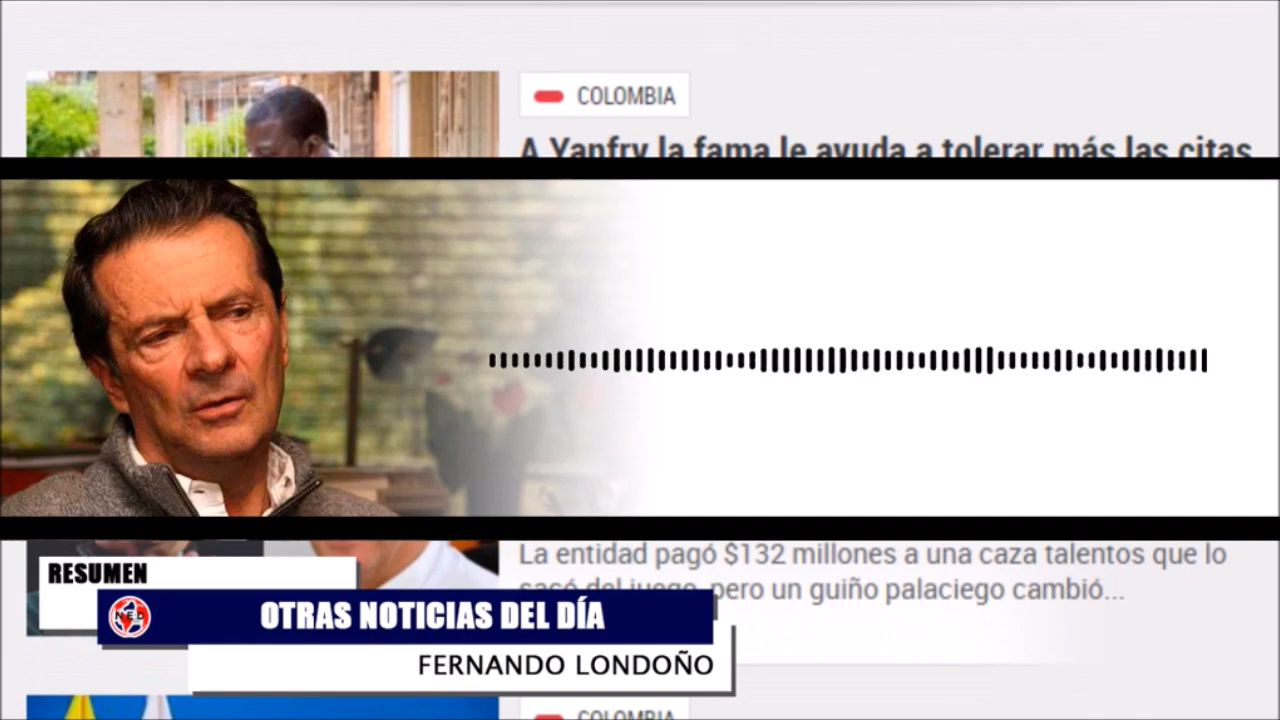 COLOMBIA
A Yanfry la fama le ayuda a tolerar más las citas
La entidad pagó $132 millones a una caza talentos que lo
sacó del juego, pero un guiño palaciego cambió...
RESUMEN
OTRAS NOTICIAS DEL DÍA
FERNANDO LONDOÑO
COLOMBIA